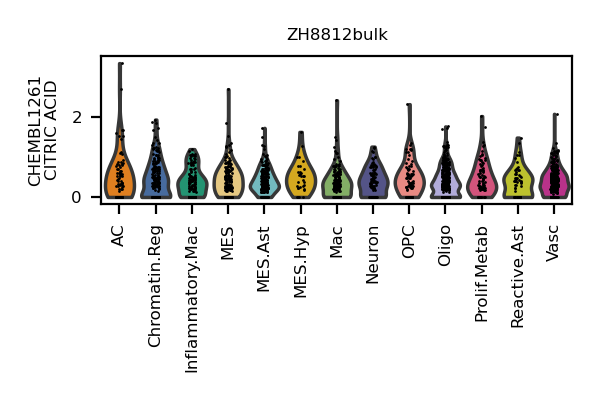 ZH8812bulk
CHEMBL1261
CITRIC ACID
2
0
AC
Chromatin.Reg
Inflammatory.Mac
MES
MES.Ast
MES.Hyp
Mac
Neuron
OPC
Oligo
Prolif.Metab
Reactive.Ast
Vasc